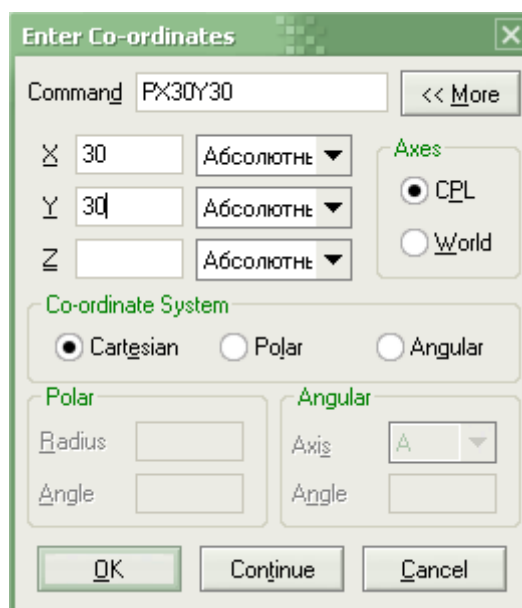 Enter Co-ordinates
Command PX30Y30 << More
Axes
X 30 Абсолютнь
CPL
Y 30 Абсолютнь
World
Z Абсолютнь
Co-ordinate System
Cartesian Polar Angular
Polar Angular
Radius Axis A
Angle Angle
OK Continue Cancel